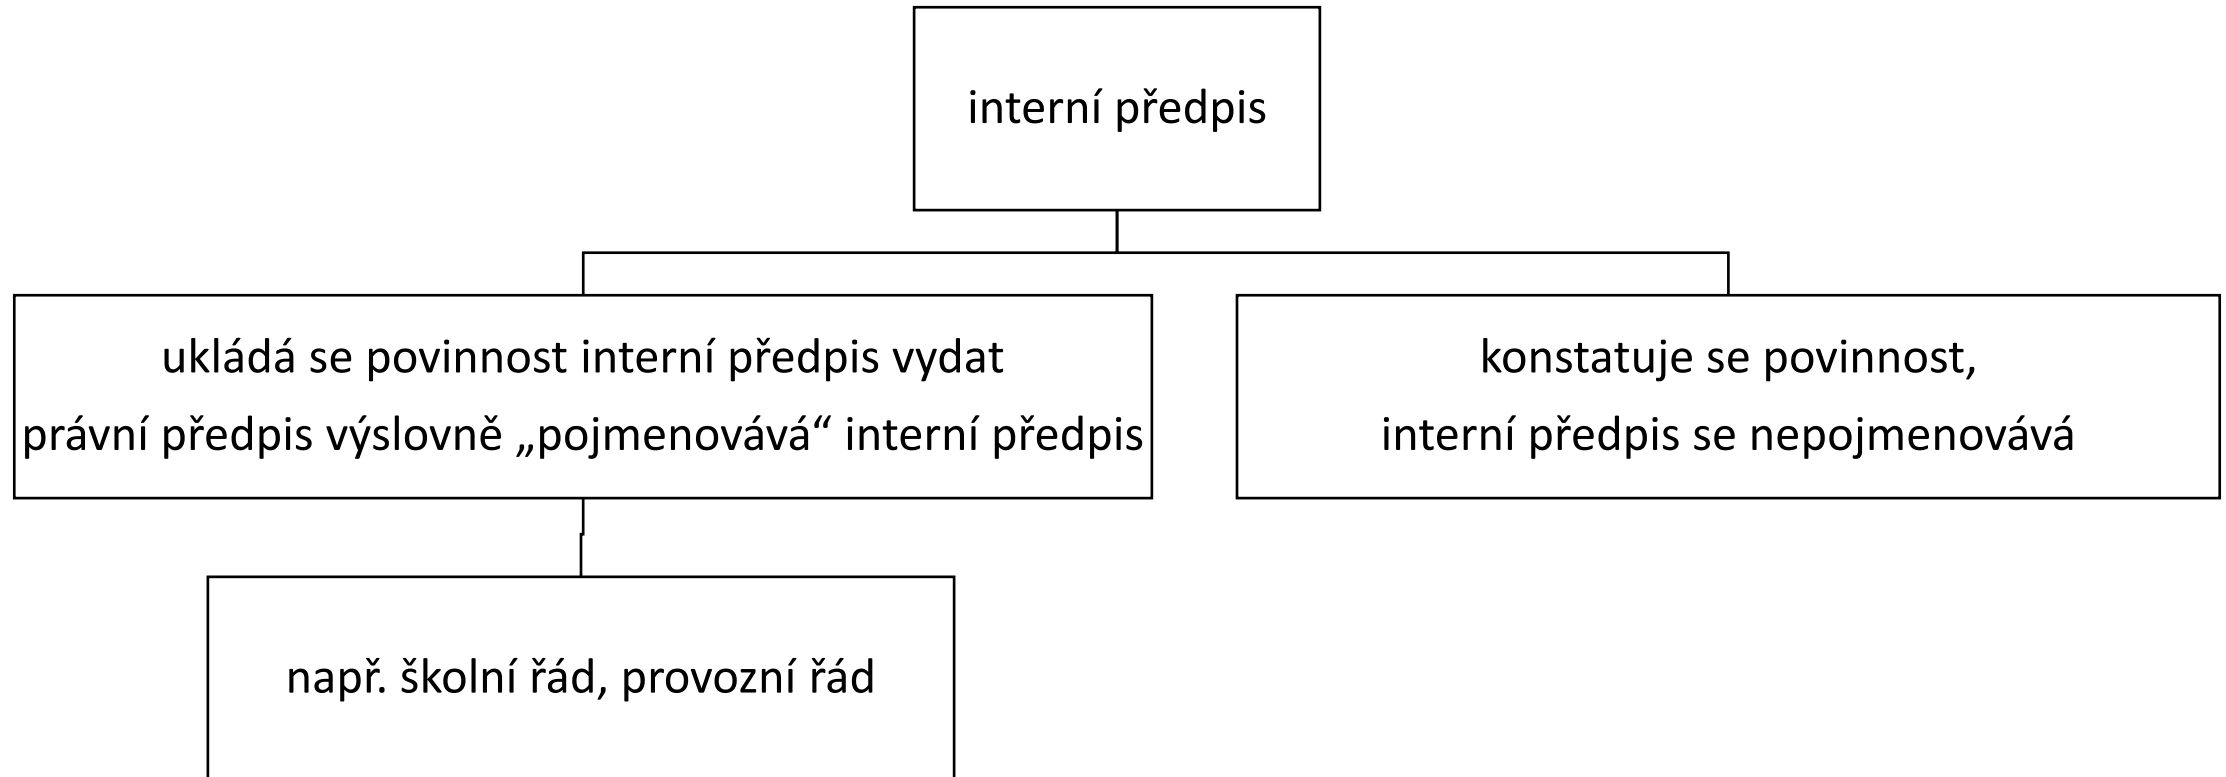 interní předpis
ukládá se povinnost interní předpis vydat
právní předpis výslovně „pojmenovává“ interní předpis
konstatuje se povinnost,
interní předpis se nepojmenovává
např. školní řád, provozní řád